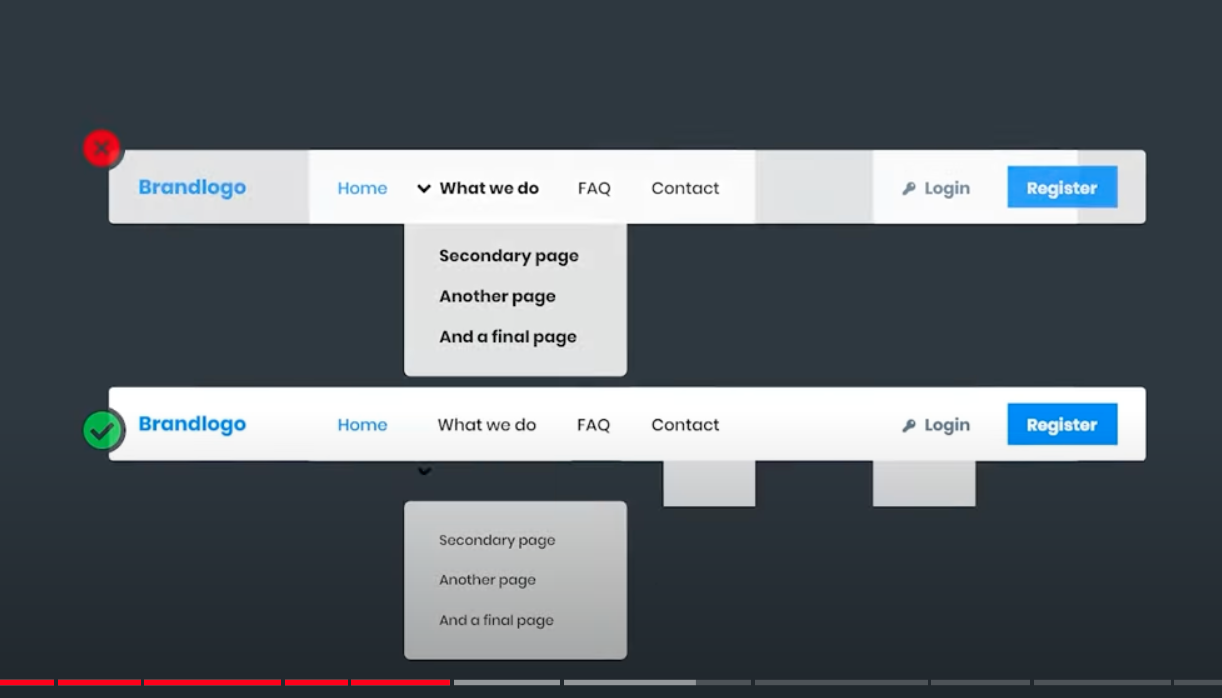 Brandlogo Home What we do FAQ Contact Login Register
Secondary page
Another page
And a final page
Brandlogo Home What we do FAQ Contact Login Register
Secondary page
Another page
And a final page